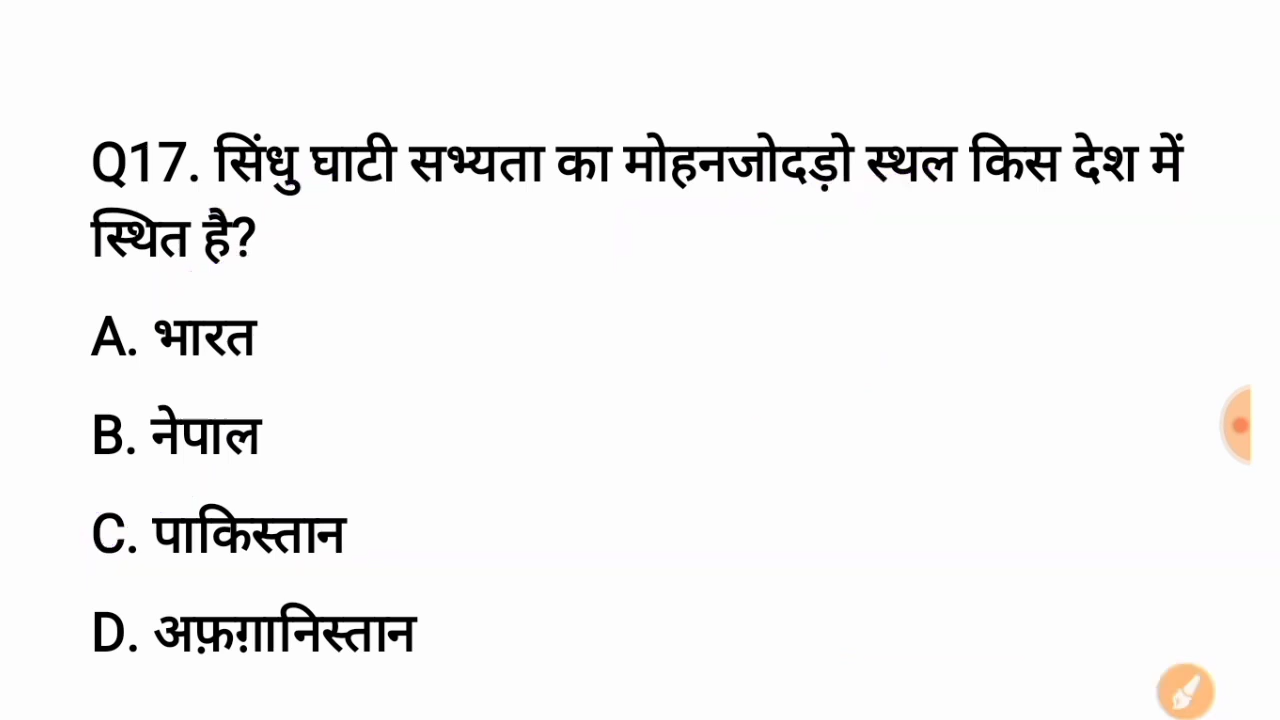 Q17. सिंधु घाटी सभ्यता का मोहनजोदड़ो स्थल किस देश में
स्थित है?
A. भारत
B. नेपाल
C. पाकिस्तान
D. अफ़ग़ानिस्तान